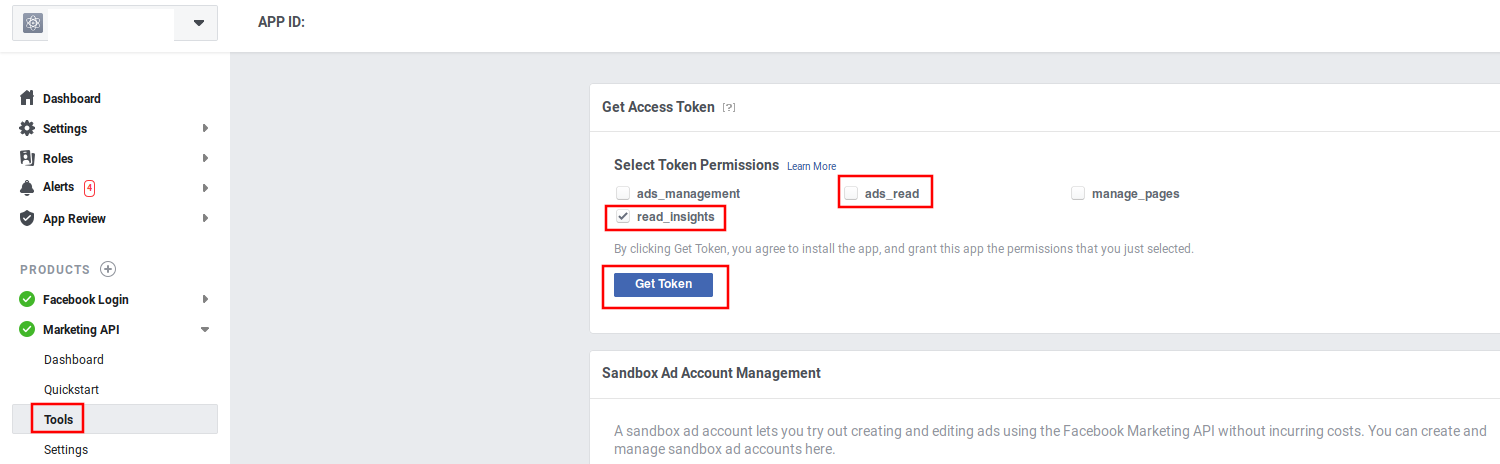 APP ID:
Dashboard
Settings
Roles
Alerts 4
App Review
PRODUCTS
Facebook Login
Marketing API
Dashboard
Quickstart
Tools
Settings
Get Access Token [?]
Select Token Permissions Learn More
ads_management ads_read manage_pages
read_insights
By clicking Get Token, you agree to install the app, and grant this app the permissions that you just selected.
Get Token
Sandbox Ad Account Management
A sandbox ad account lets you try out creating and editing ads using the Facebook Marketing API without incurring costs. You can create and
manage sandbox ad accounts here.